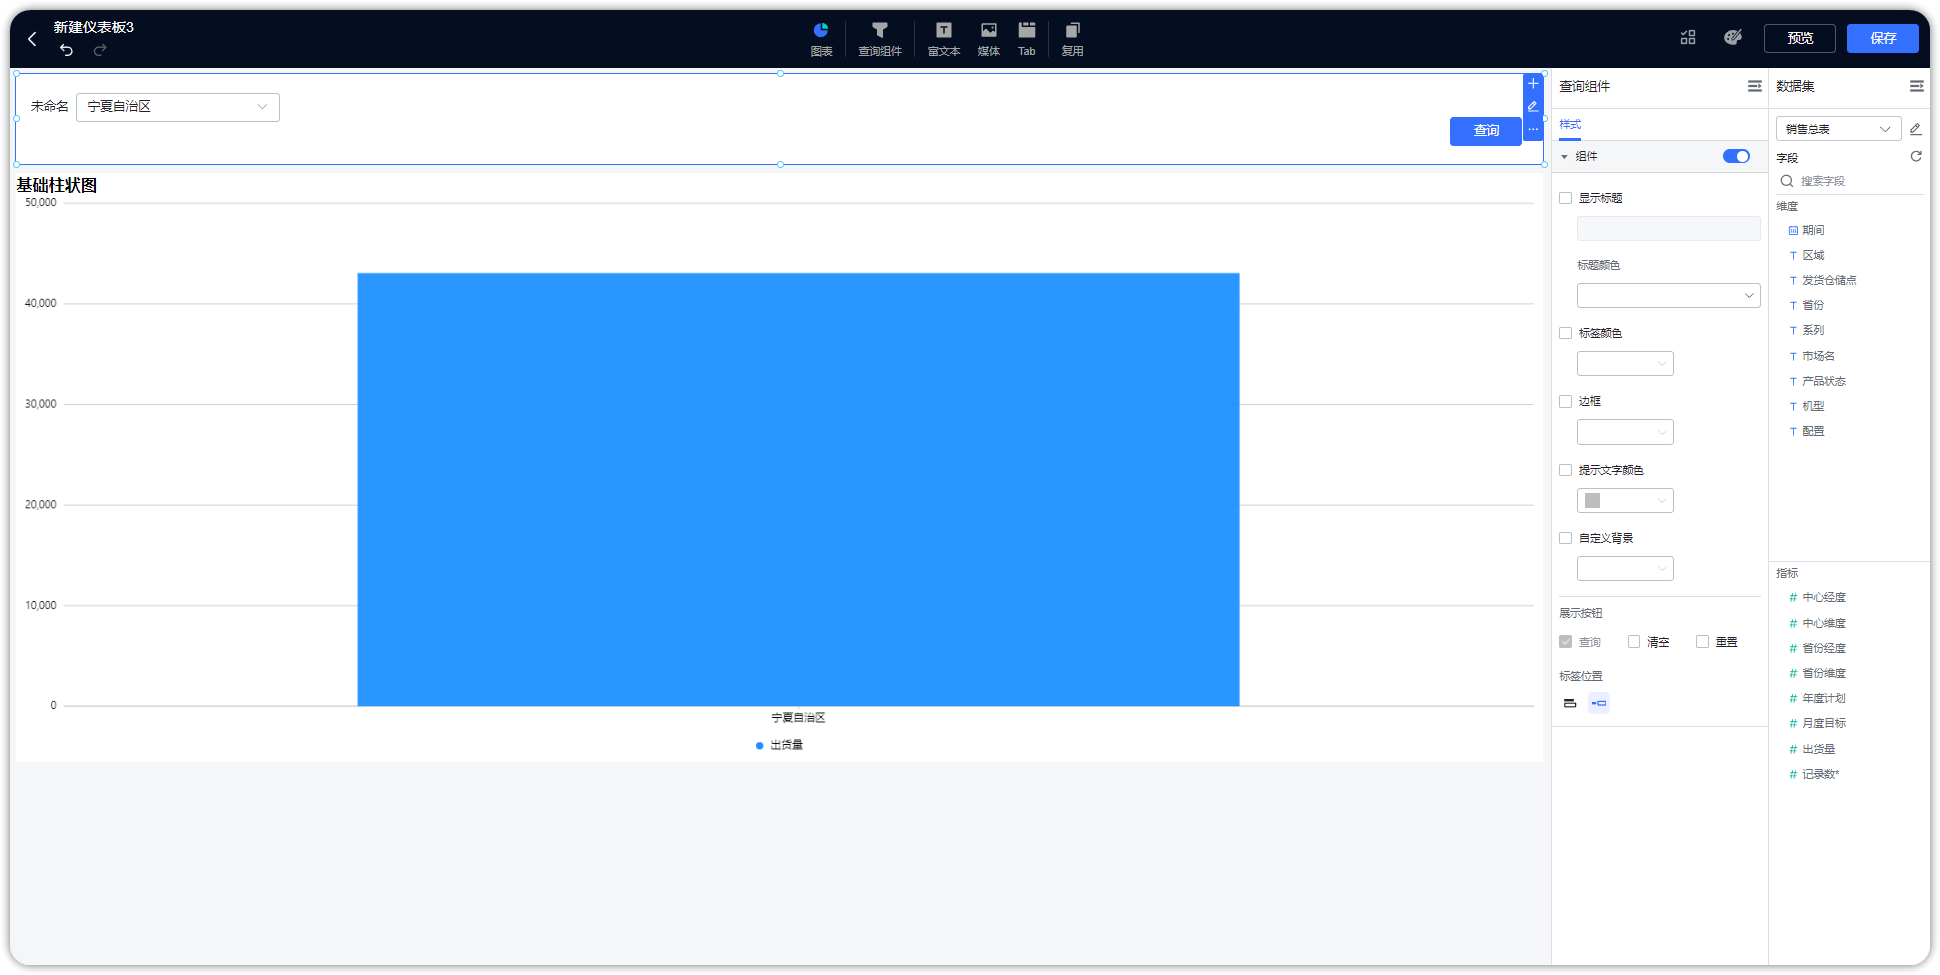 新建仪表板3
图表
查询组件
富文本
媒体
Tab
复用
预览
保存
未命名
宁夏自治区
查询
基础柱状图
50,000
40,000
30,000
20,000
10,000
0
宁夏自治区
出货量
查询组件
样式
组件
显示标题
标题颜色
标签颜色
边框
提示文字颜色
自定义背景
展示按钮
查询
清空
重置
标签位置
数据集
销售总表
字段
搜索字段
维度
期间
T 区域
T 发货仓储点
T 省份
T 系列
T 市场名
T 产品状态
T 机型
T 配置
指标
# 中心经度
# 中心维度
# 省份经度
# 省份维度
# 年度计划
# 月度目标
# 出货量
# 记录数*